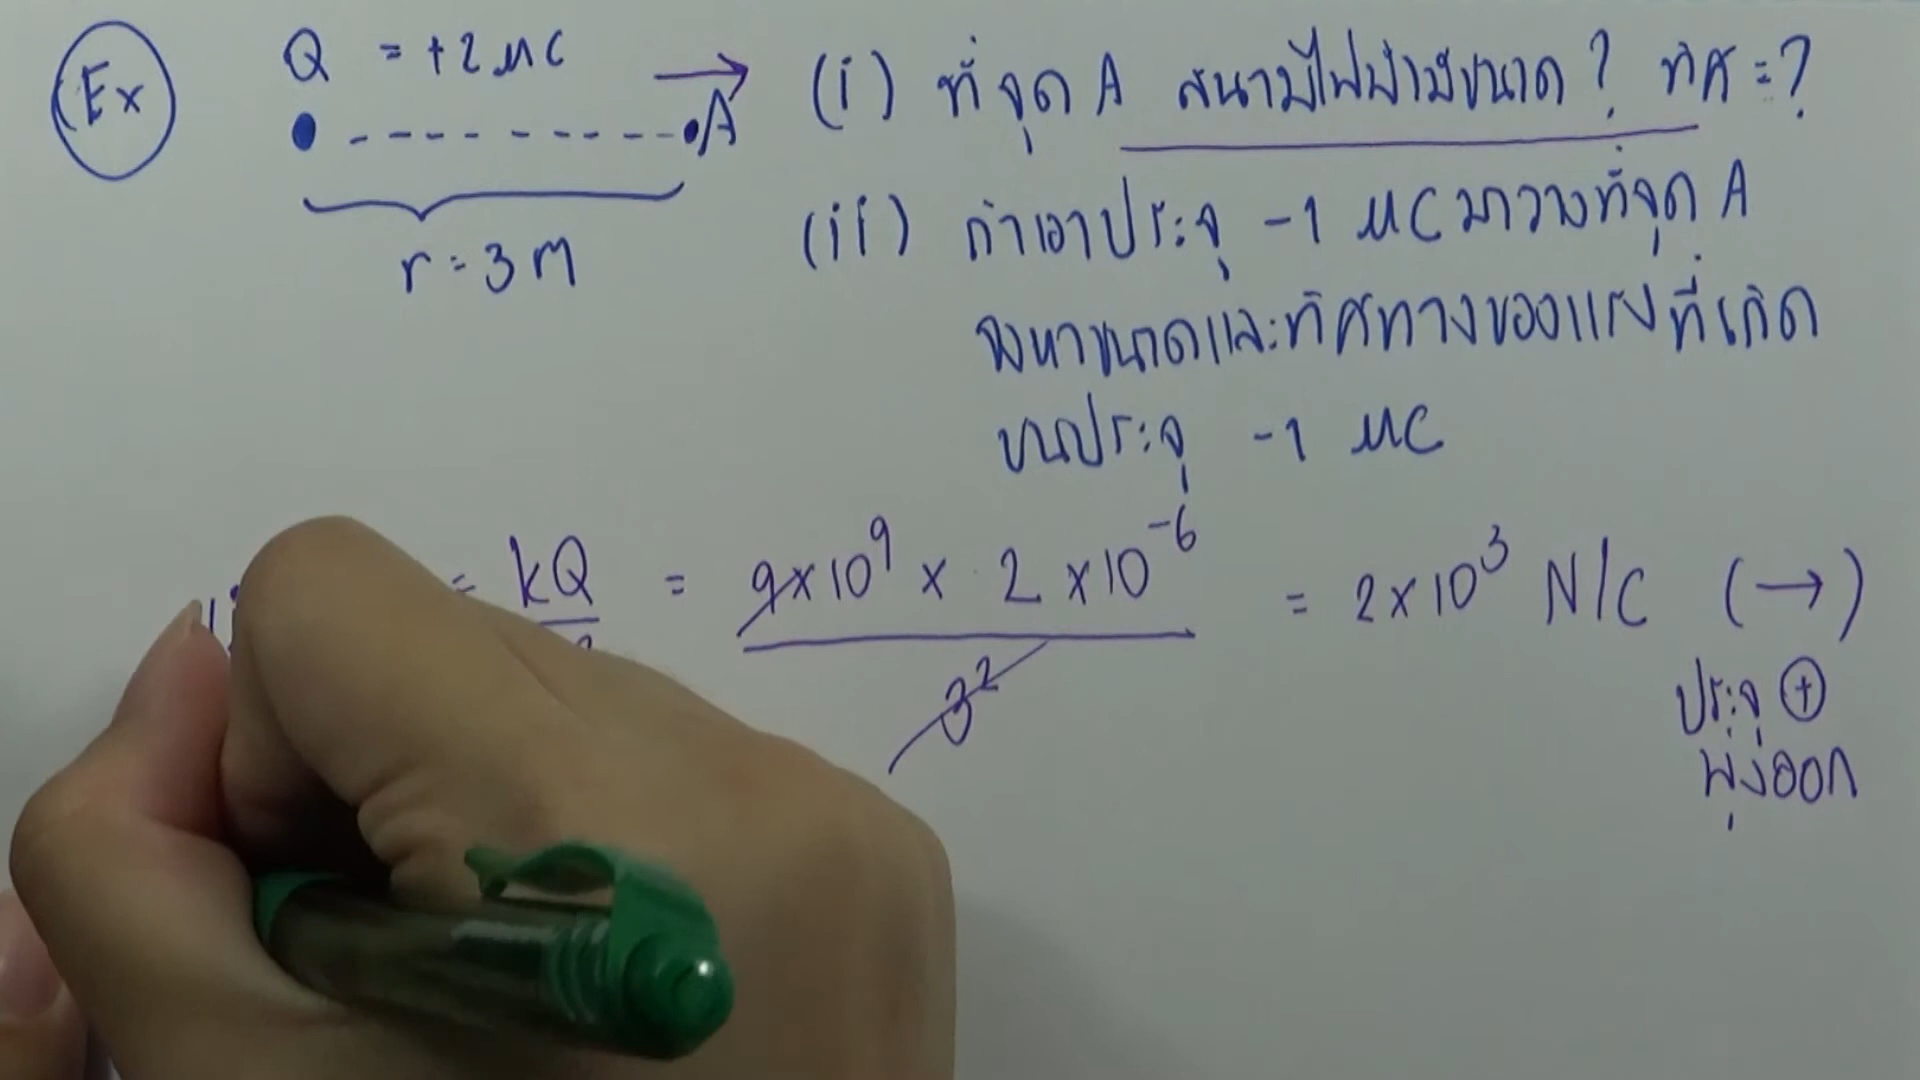 Ex
Q = +2 μC
A
r = 3 m
(i) ที่จุด A สนามไฟฟ้ามีขนาด ? ทิศ = ?
(ii) ถ้าเอาประจุ -1 μC มาวางที่จุด A
จงหาขนาดและทิศทางของแรงที่เกิด
บนประจุ -1 μC
= kQ = 9×10⁹ × 2 ×10⁻⁶ = 2×10³ N/C (→)
3²
ประจุ ⊕
พุ่งออก